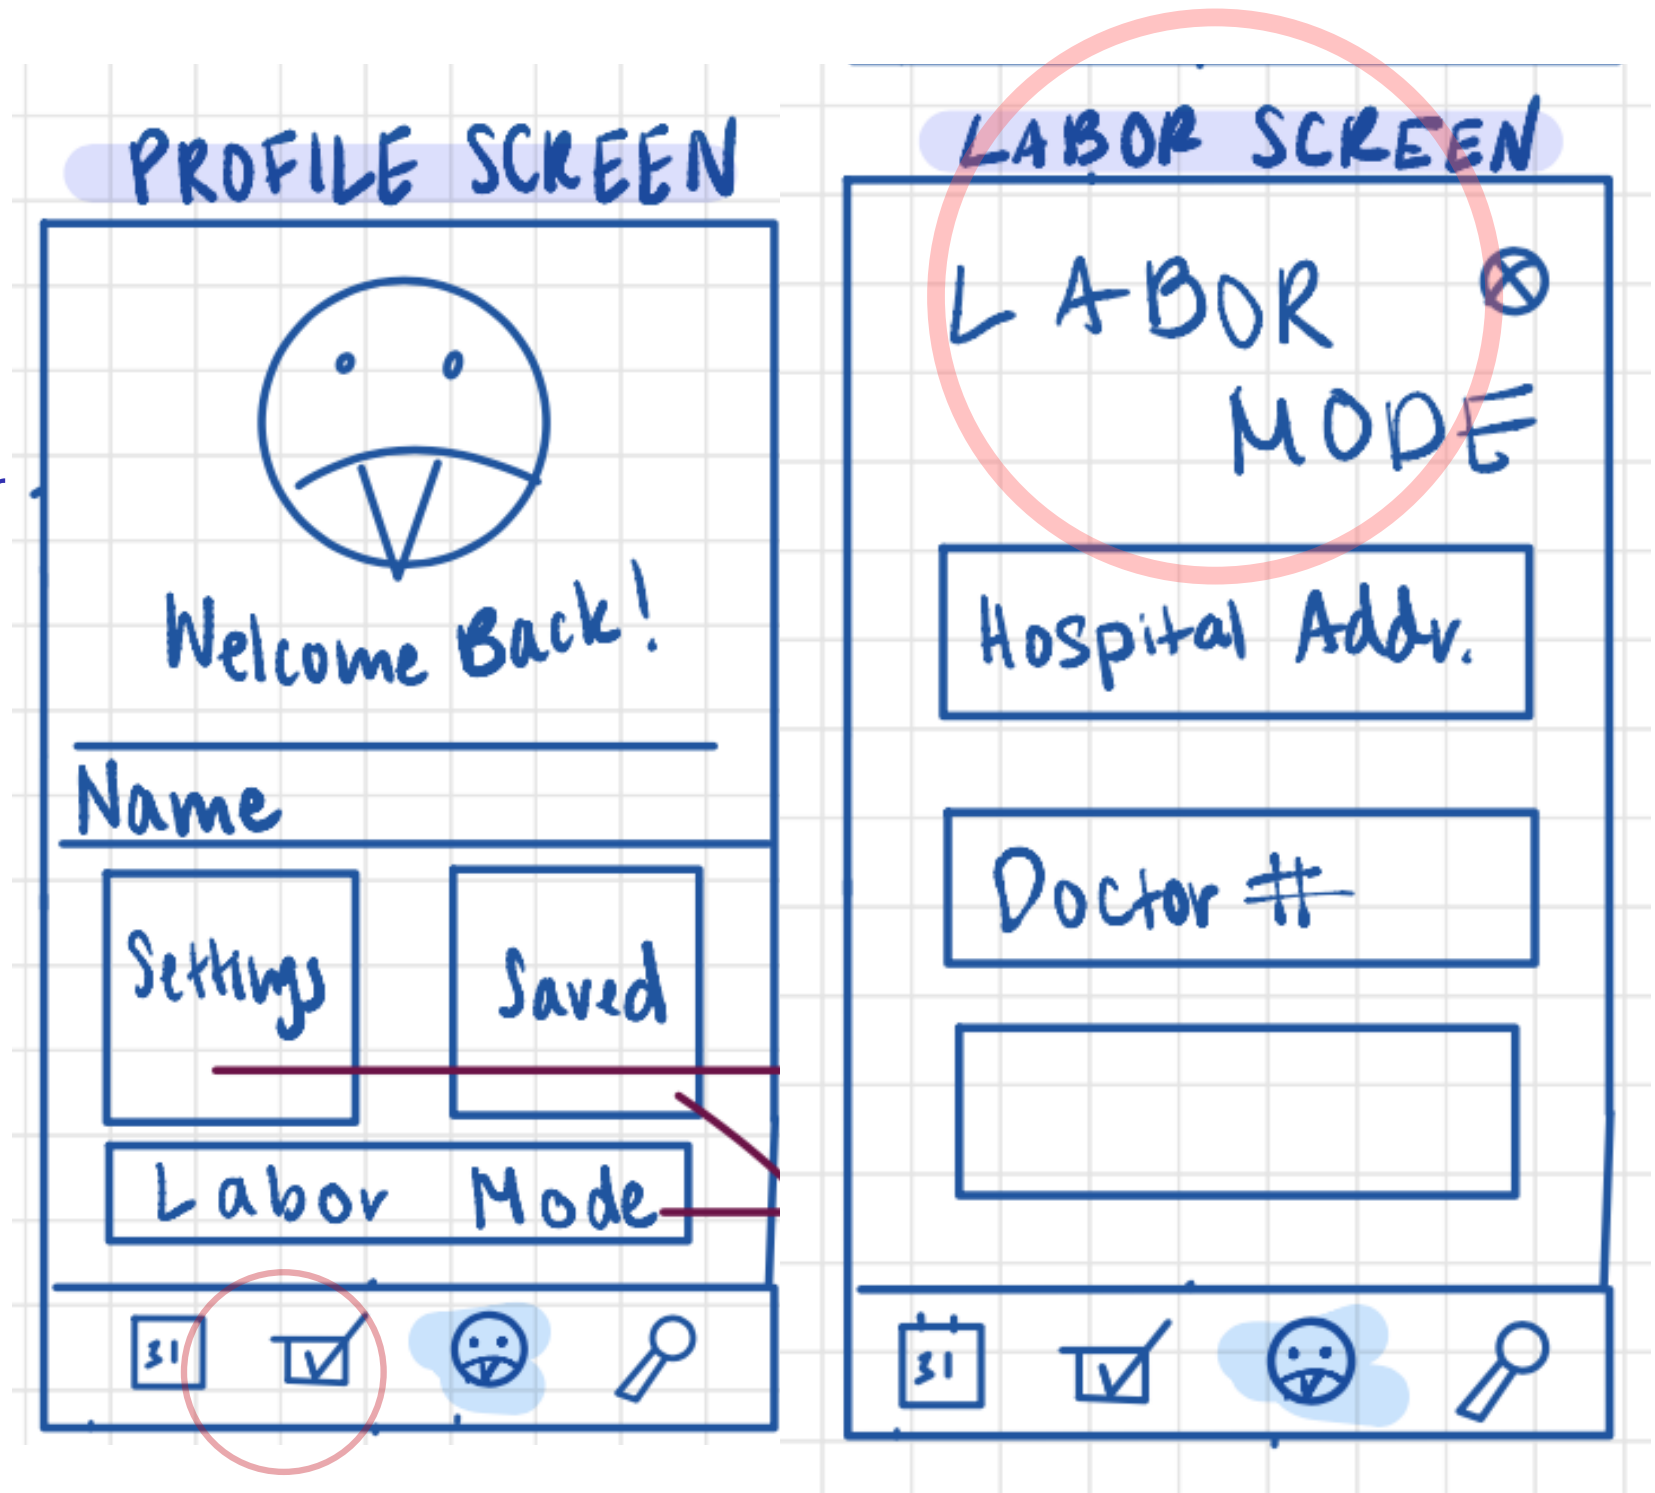 PROFILE SCREEN
Welcome Back!
Name
Settings
Saved
Labor Mode
31
LABOR SCREEN
LABOR
MODE
Hospital Addr.
Doctor #
31